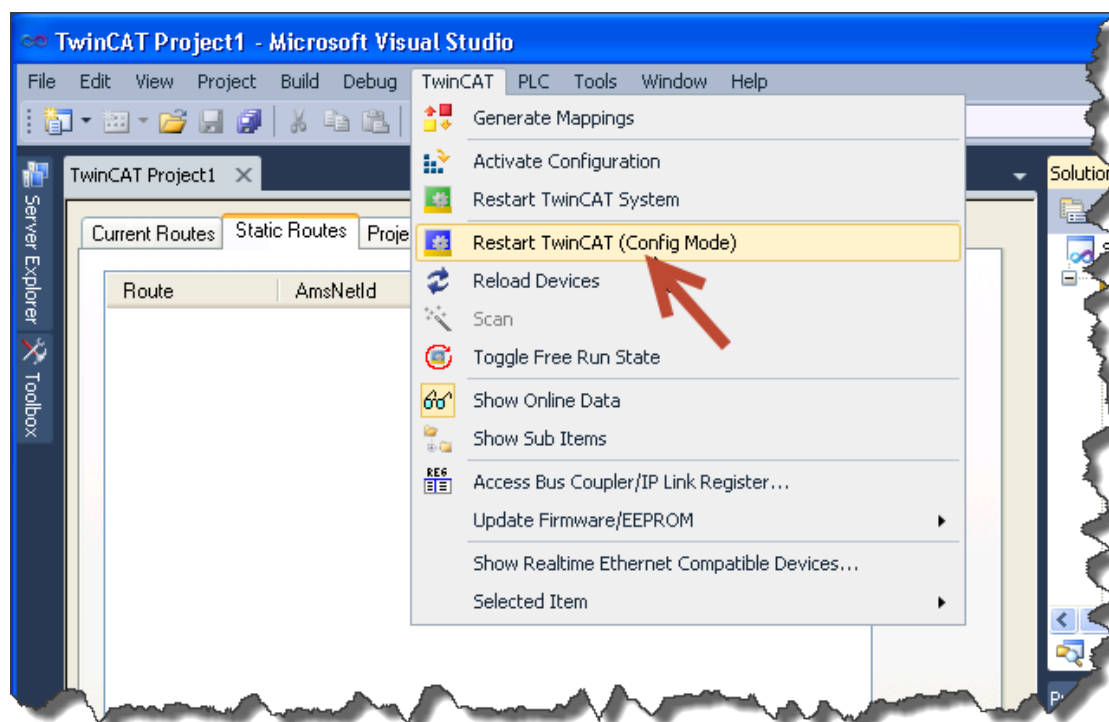 TwinCAT Project1 - Microsoft Visual Studio
File Edit View Project Build Debug TwinCAT PLC Tools Window Help
Generate Mappings
Activate Configuration
Restart TwinCAT System
Restart TwinCAT (Config Mode)
Reload Devices
Scan
Toggle Free Run State
Show Online Data
Show Sub Items
REG
Access Bus Coupler/IP Link Register...
Update Firmware/EEPROM
Show Realtime Ethernet Compatible Devices...
Selected Item
Server Explorer
Toolbox
TwinCAT Project1
Current Routes Static Routes Proje
Route AmsNetId
Solution